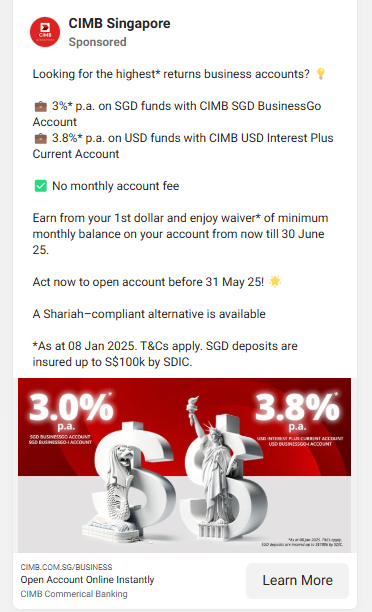 CIMB
CIMB Singapore
Sponsored
Looking for the highest* returns business accounts? 💡
💼 3%* p.a. on SGD funds with CIMB SGD BusinessGo
Account
💼 3.8%* p.a. on USD funds with CIMB USD Interest Plus
Current Account
✅ No monthly account fee
Earn from your 1st dollar and enjoy waiver* of minimum
monthly balance on your account from now till 30 June
25.
Act now to open account before 31 May 25! 🌟
A Shariah–compliant alternative is available
*As at 08 Jan 2025. T&Cs apply. SGD deposits are
insured up to S$100k by SDIC.
3.0%*
p.a.
SGD BUSINESSGO ACCOUNT
SGD BUSINESSGO-I ACCOUNT
3.8%*
p.a.
USD INTEREST PLUS CURRENT ACCOUNT
USD BUSINESSGO-I ACCOUNT
*As at 08 Jan 2025. T&Cs apply.
SGD deposits are insured up to S$100k by SDIC.
CIMB.COM.SG/BUSINESS
Open Account Online Instantly
CIMB Commerical Banking
Learn More